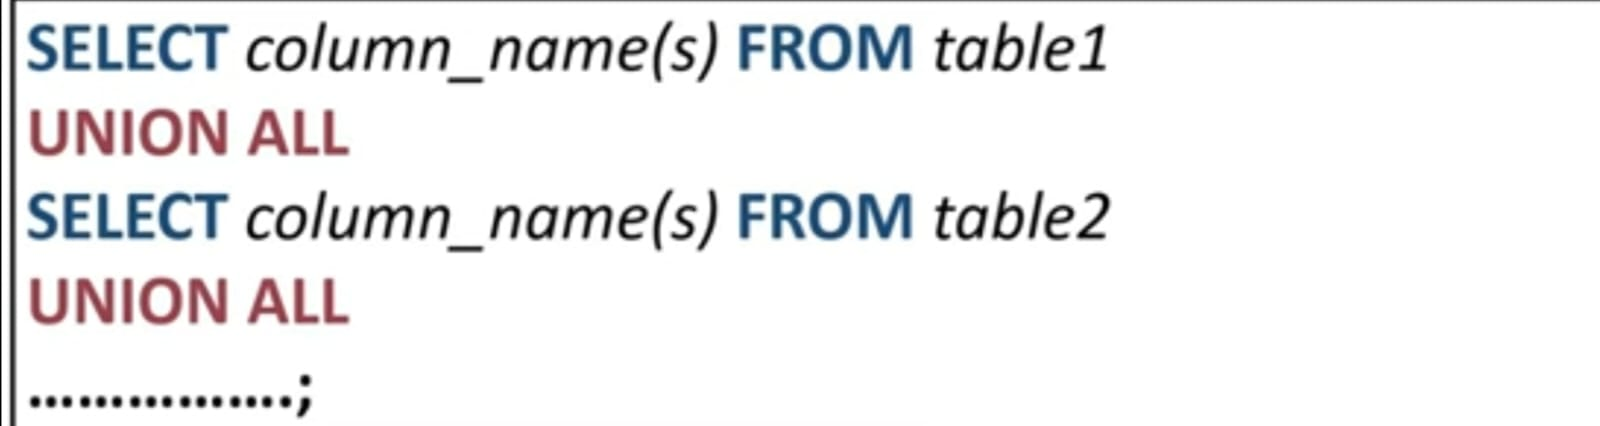 SELECT column_name(s) FROM table1
UNION ALL
SELECT column_name(s) FROM table2
UNION ALL
…………….;